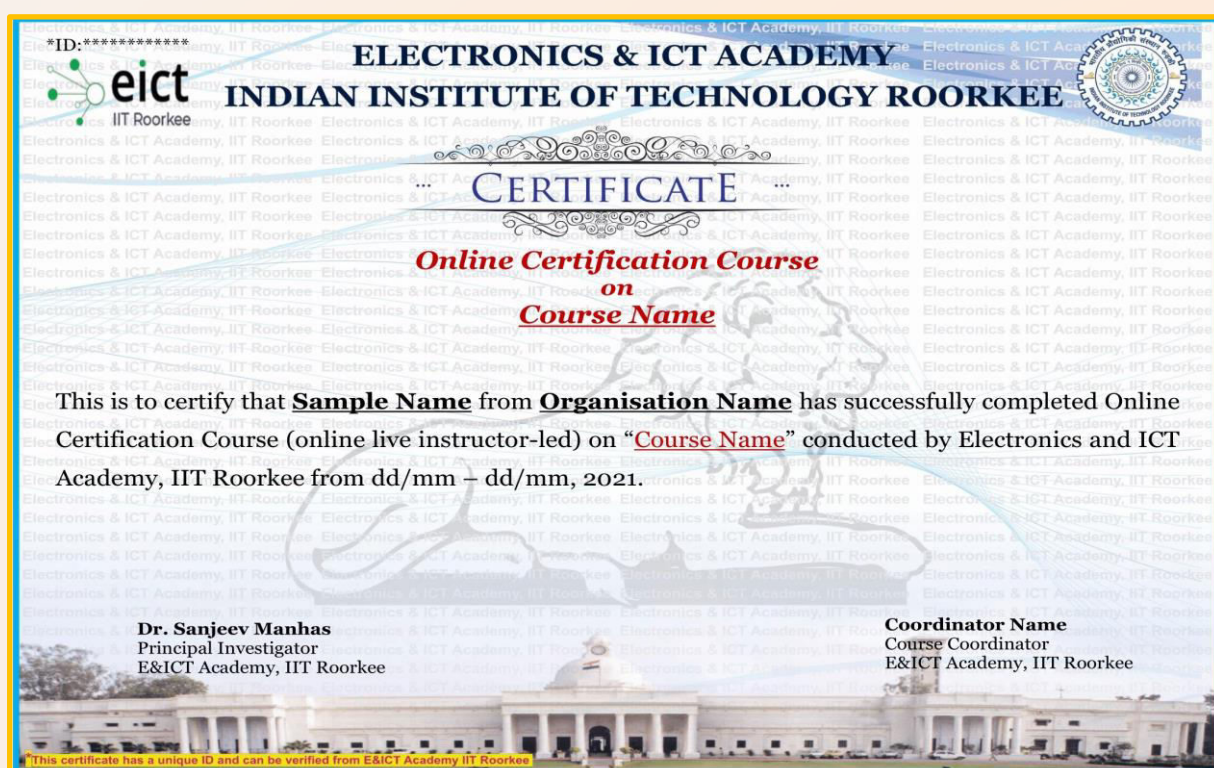 *ID:************
eict
IIT Roorkee
ELECTRONICS & ICT ACADEMY
INDIAN INSTITUTE OF TECHNOLOGY ROORKEE
... CERTIFICATE ...
Online Certification Course
on
Course Name
This is to certify that Sample Name from Organisation Name has successfully completed Online
Certification Course (online live instructor-led) on “Course Name” conducted by Electronics and ICT
Academy, IIT Roorkee from dd/mm – dd/mm, 2021.
Dr. Sanjeev Manhas
Principal Investigator
E&ICT Academy, IIT Roorkee
Coordinator Name
Course Coordinator
E&ICT Academy, IIT Roorkee
*This certificate has a unique ID and can be verified from E&ICT Academy IIT Roorkee